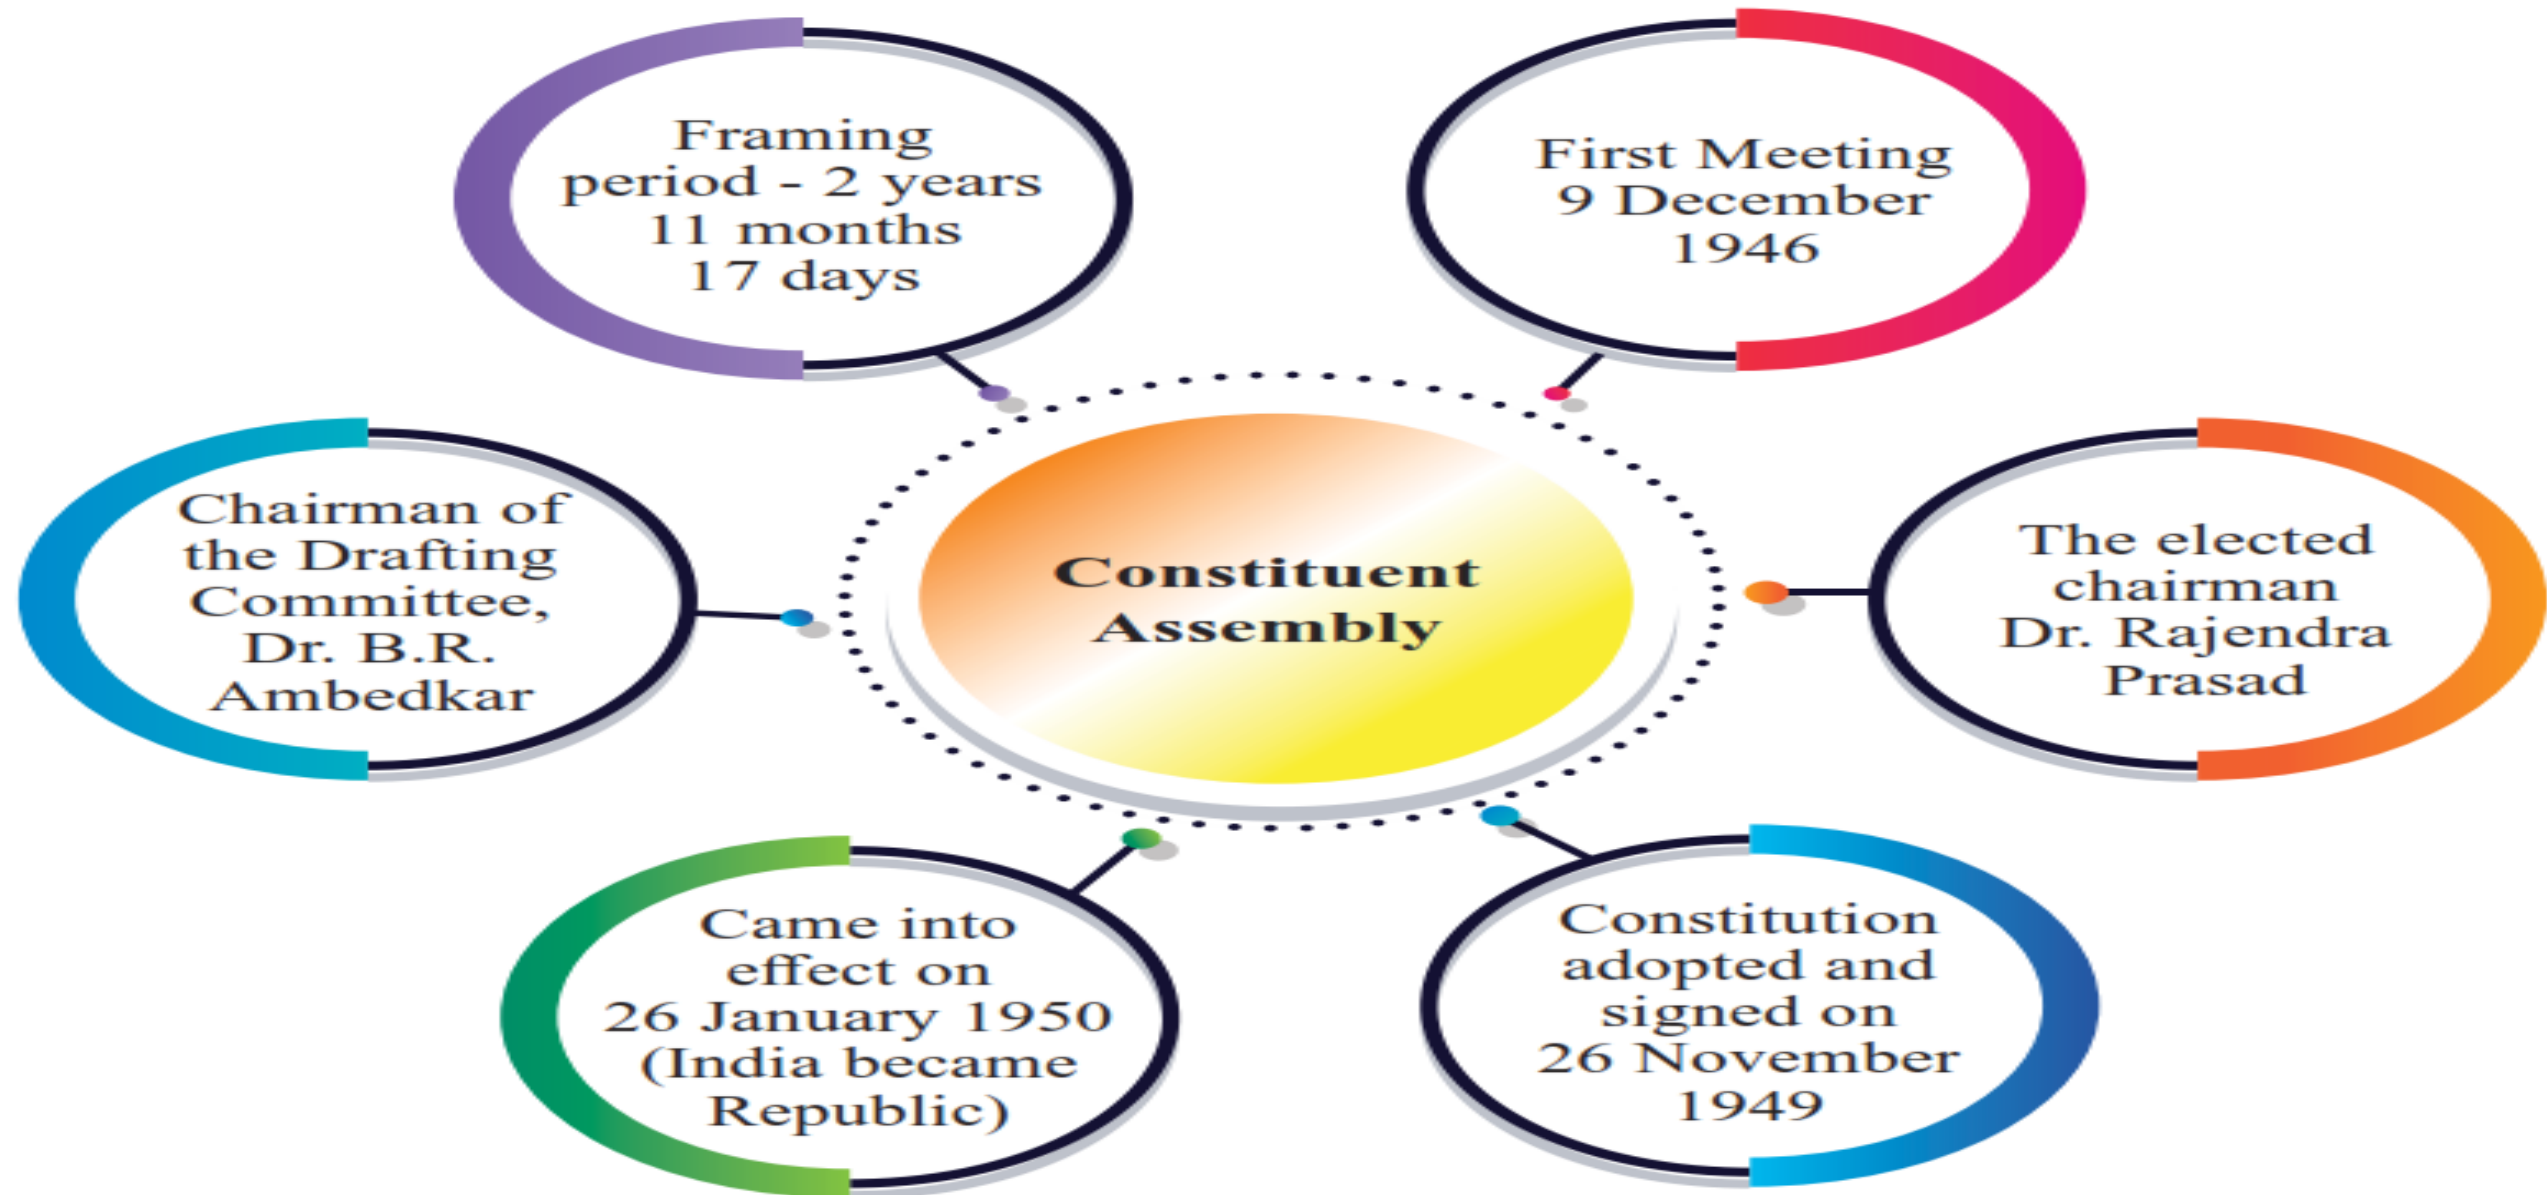 Framing
period - 2 years
11 months
17 days
First Meeting
9 December
1946
Chairman of
the Drafting
Committee,
Dr. B.R.
Ambedkar
Constituent
Assembly
The elected
chairman
Dr. Rajendra
Prasad
Came into
effect on
26 January 1950
(India became
Republic)
Constitution
adopted and
signed on
26 November
1949